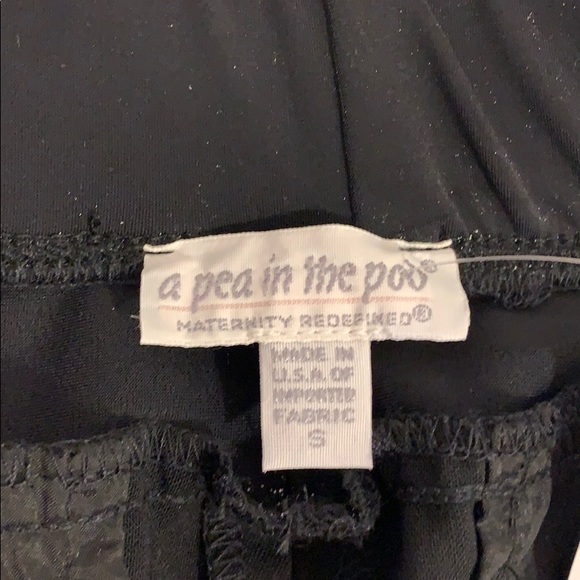 a pea in the pod®
MATERNITY REDEFINED®
MADE IN
U.S.A OF
IMPORTED
FABRIC
S